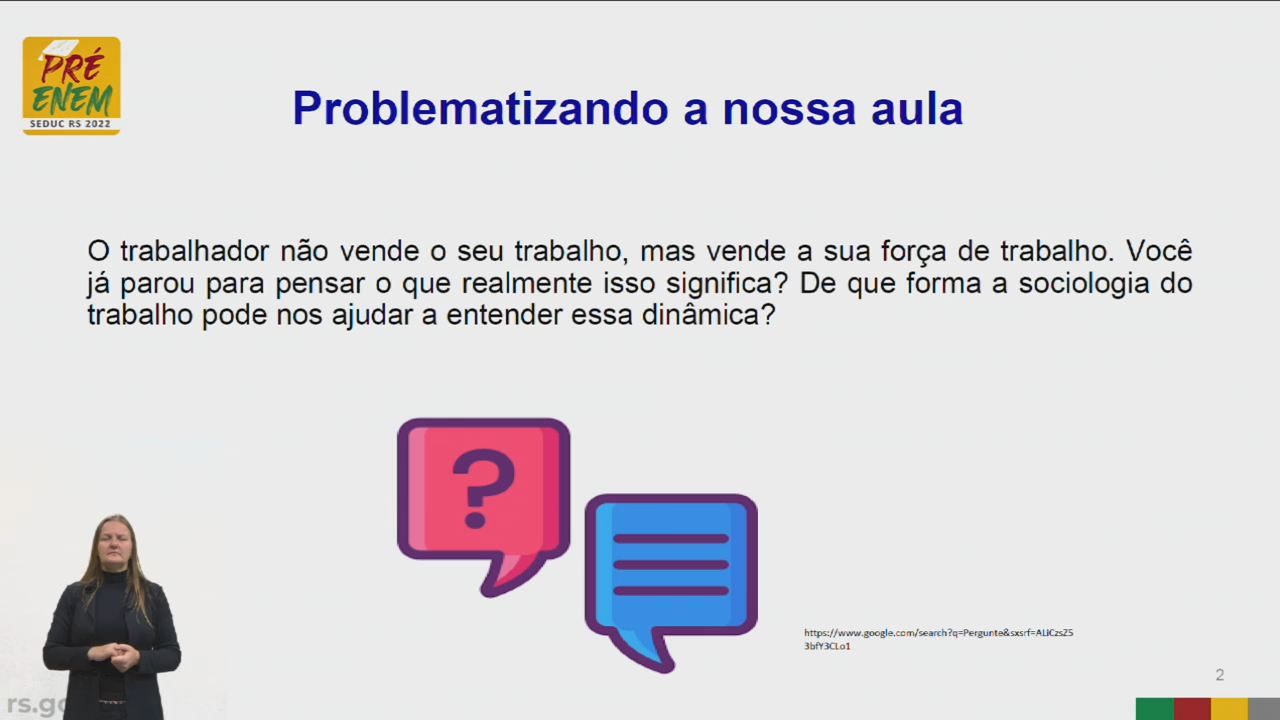 PRÉ
ENEM
SEDUC RS 2022
Problematizando a nossa aula
O trabalhador não vende o seu trabalho, mas vende a sua força de trabalho. Você
já parou para pensar o que realmente isso significa? De que forma a sociologia do
trabalho pode nos ajudar a entender essa dinâmica?
?
https://www.google.com/search?q=Pergunte&sxsrf=ALiCzsZ5
3bfY3CLo1
2